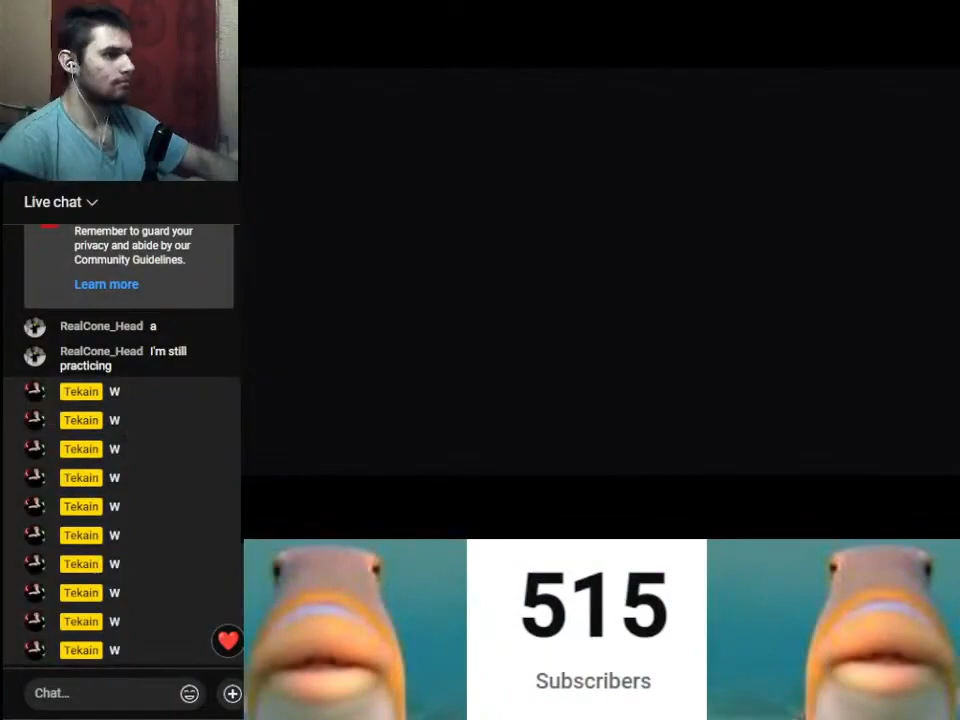 Live chat
Remember to guard your
privacy and abide by our
Community Guidelines.
Learn more
RealCone_Head a
RealCone_Head I'm still
practicing
Tekain W
Tekain W
Tekain W
Tekain W
Tekain W
Tekain W
Tekain W
Tekain W
Tekain W
Tekain W
Chat...
515
Subscribers